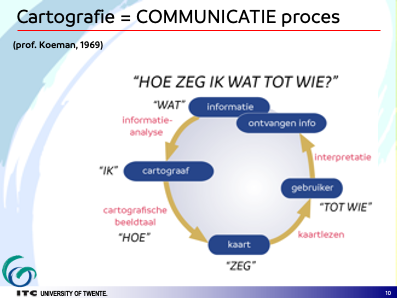 Cartografie = COMMUNICATIE proces
(prof. Koeman, 1969)
“HOE ZEG IK WAT TOT WIE?”
“WAT”
informatie
ontvangen info
informatie-
analyse
interpretatie
“IK”
cartograaf
gebruiker
“TOT WIE”
cartografische
beeldtaal
“HOE”
kaartlezen
kaart
“ZEG”
ITC UNIVERSITY OF TWENTE.
10